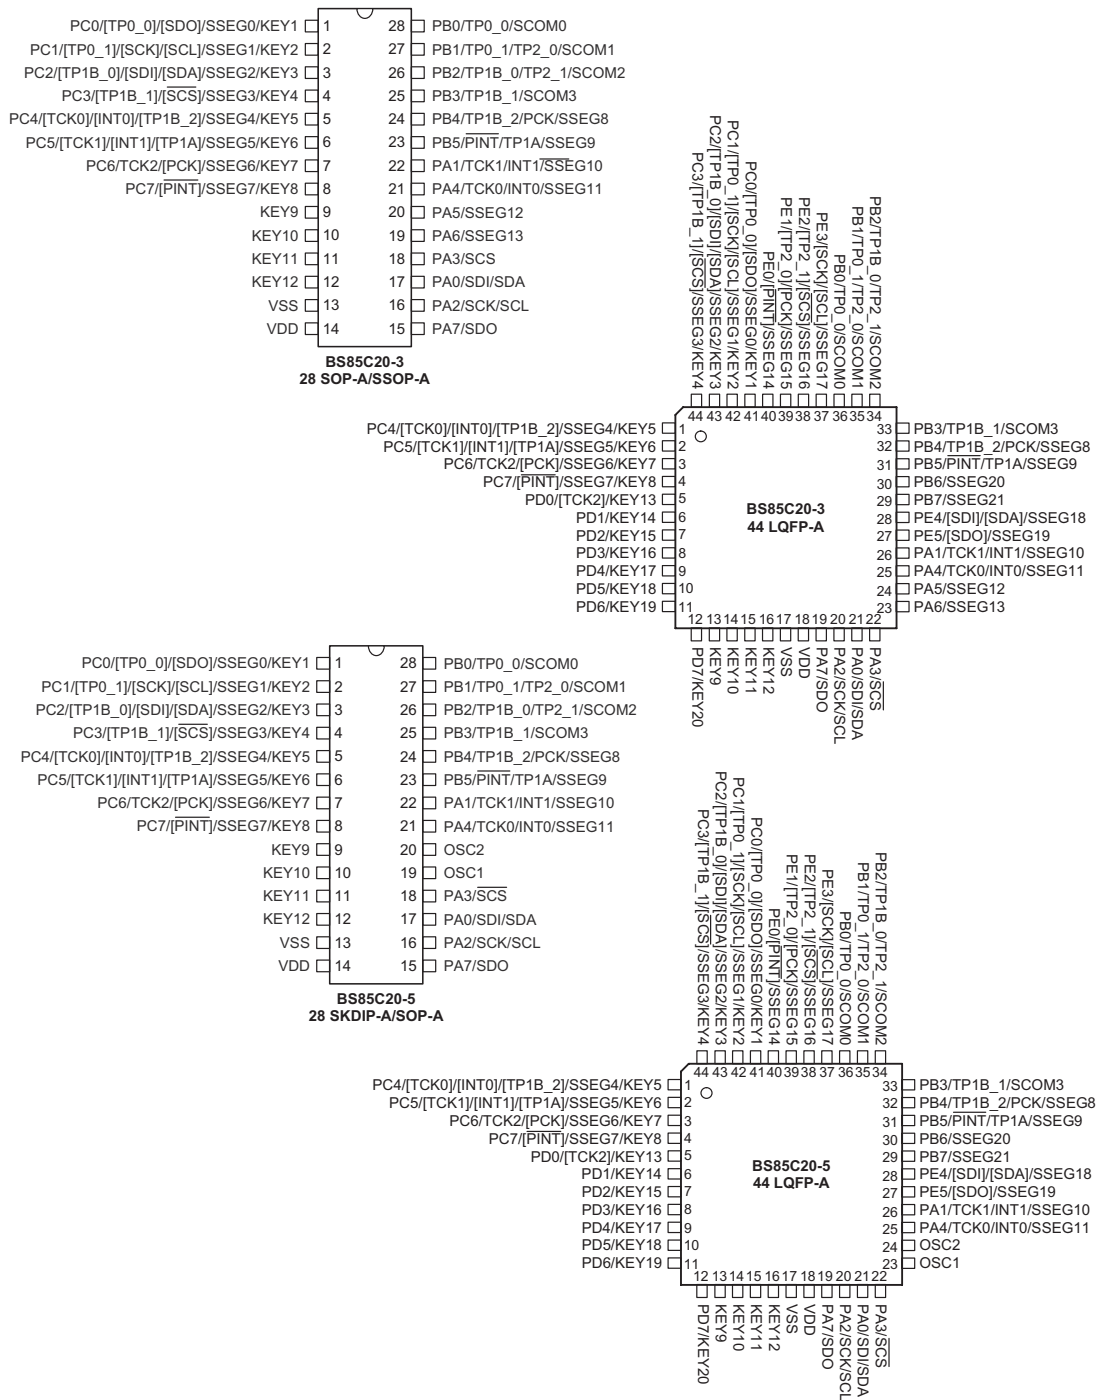 PC0/[TP0_0]/[SDO]/SSEG0/KEY1 1 28 PB0/TP0_0/SCOM0
PC1/[TP0_1]/[SCK]/[SCL]/SSEG1/KEY2 2 27 PB1/TP0_1/TP2_0/SCOM1
PC2/[TP1B_0]/[SDI]/[SDA]/SSEG2/KEY3 3 26 PB2/TP1B_0/TP2_1/SCOM2
PC3/[TP1B_1]/[SCS]/SSEG3/KEY4 4 25 PB3/TP1B_1/SCOM3
PC4/[TCK0]/[INT0]/[TP1B_2]/SSEG4/KEY5 5 24 PB4/TP1B_2/PCK/SSEG8
PC5/[TCK1]/[INT1]/[TP1A]/SSEG5/KEY6 6 23 PB5/PINT/TP1A/SSEG9
PC6/TCK2/[PCK]/SSEG6/KEY7 7 22 PA1/TCK1/INT1/SSEG10
PC7/[PINT]/SSEG7/KEY8 8 21 PA4/TCK0/INT0/SSEG11
KEY9 9 20 PA5/SSEG12
KEY10 10 19 PA6/SSEG13
KEY11 11 18 PA3/SCS
KEY12 12 17 PA0/SDI/SDA
VSS 13 16 PA2/SCK/SCL
VDD 14 15 PA7/SDO
BS85C20-3
28 SOP-A/SSOP-A
PC3/[TP1B_1]/[SCS]/SSEG3/KEY4
PC2/[TP1B_0]/[SDI]/[SDA]/SSEG2/KEY3
PC1/[TP0_1]/[SCK]/[SCL]/SSEG1/KEY2
PC0/[TP0_0]/[SDO]/SSEG0/KEY1
PE0/[PINT]/SSEG14
PE1/[TP2_0]/[PCK]/SSEG15
PE2/[TP2_1]/[SCS]/SSEG16
PE3/[SCK]/[SCL]/SSEG17
PB0/TP0_0/SCOM0
PB1/TP0_1/TP2_0/SCOM1
PB2/TP1B_0/TP2_1/SCOM2
44 43 42 41 40 39 38 37 36 35 34
PC4/[TCK0]/[INT0]/[TP1B_2]/SSEG4/KEY5 1 33 PB3/TP1B_1/SCOM3
PC5/[TCK1]/[INT1]/[TP1A]/SSEG5/KEY6 2 32 PB4/TP1B_2/PCK/SSEG8
PC6/TCK2/[PCK]/SSEG6/KEY7 3 31 PB5/PINT/TP1A/SSEG9
PC7/[PINT]/SSEG7/KEY8 4 30 PB6/SSEG20
PD0/[TCK2]/KEY13 5 29 PB7/SSEG21
PD1/KEY14 6 28 PE4/[SDI]/[SDA]/SSEG18
PD2/KEY15 7 27 PE5/[SDO]/SSEG19
PD3/KEY16 8 26 PA1/TCK1/INT1/SSEG10
PD4/KEY17 9 25 PA4/TCK0/INT0/SSEG11
PD5/KEY18 10 24 PA5/SSEG12
PD6/KEY19 11 23 PA6/SSEG13
BS85C20-3
44 LQFP-A
12 13 14 15 16 17 18 19 20 21 22
PD7/KEY20
KEY9
KEY10
KEY11
KEY12
VSS
VDD
PA7/SDO
PA2/SCK/SCL
PA0/SDI/SDA
PA3/SCS
PC0/[TP0_0]/[SDO]/SSEG0/KEY1 1 28 PB0/TP0_0/SCOM0
PC1/[TP0_1]/[SCK]/[SCL]/SSEG1/KEY2 2 27 PB1/TP0_1/TP2_0/SCOM1
PC2/[TP1B_0]/[SDI]/[SDA]/SSEG2/KEY3 3 26 PB2/TP1B_0/TP2_1/SCOM2
PC3/[TP1B_1]/[SCS]/SSEG3/KEY4 4 25 PB3/TP1B_1/SCOM3
PC4/[TCK0]/[INT0]/[TP1B_2]/SSEG4/KEY5 5 24 PB4/TP1B_2/PCK/SSEG8
PC5/[TCK1]/[INT1]/[TP1A]/SSEG5/KEY6 6 23 PB5/PINT/TP1A/SSEG9
PC6/TCK2/[PCK]/SSEG6/KEY7 7 22 PA1/TCK1/INT1/SSEG10
PC7/[PINT]/SSEG7/KEY8 8 21 PA4/TCK0/INT0/SSEG11
KEY9 9 20 OSC2
KEY10 10 19 OSC1
KEY11 11 18 PA3/SCS
KEY12 12 17 PA0/SDI/SDA
VSS 13 16 PA2/SCK/SCL
VDD 14 15 PA7/SDO
BS85C20-5
28 SKDIP-A/SOP-A
PC3/[TP1B_1]/[SCS]/SSEG3/KEY4
PC2/[TP1B_0]/[SDI]/[SDA]/SSEG2/KEY3
PC1/[TP0_1]/[SCK]/[SCL]/SSEG1/KEY2
PC0/[TP0_0]/[SDO]/SSEG0/KEY1
PE0/[PINT]/SSEG14
PE1/[TP2_0]/[PCK]/SSEG15
PE2/[TP2_1]/[SCS]/SSEG16
PE3/[SCK]/[SCL]/SSEG17
PB0/TP0_0/SCOM0
PB1/TP0_1/TP2_0/SCOM1
PB2/TP1B_0/TP2_1/SCOM2
44 43 42 41 40 39 38 37 36 35 34
PC4/[TCK0]/[INT0]/[TP1B_2]/SSEG4/KEY5 1 33 PB3/TP1B_1/SCOM3
PC5/[TCK1]/[INT1]/[TP1A]/SSEG5/KEY6 2 32 PB4/TP1B_2/PCK/SSEG8
PC6/TCK2/[PCK]/SSEG6/KEY7 3 31 PB5/PINT/TP1A/SSEG9
PC7/[PINT]/SSEG7/KEY8 4 30 PB6/SSEG20
PD0/[TCK2]/KEY13 5 29 PB7/SSEG21
PD1/KEY14 6 28 PE4/[SDI]/[SDA]/SSEG18
PD2/KEY15 7 27 PE5/[SDO]/SSEG19
PD3/KEY16 8 26 PA1/TCK1/INT1/SSEG10
PD4/KEY17 9 25 PA4/TCK0/INT0/SSEG11
PD5/KEY18 10 24 OSC2
PD6/KEY19 11 23 OSC1
BS85C20-5
44 LQFP-A
12 13 14 15 16 17 18 19 20 21 22
PD7/KEY20
KEY9
KEY10
KEY11
KEY12
VSS
VDD
PA7/SDO
PA2/SCK/SCL
PA0/SDI/SDA
PA3/SCS